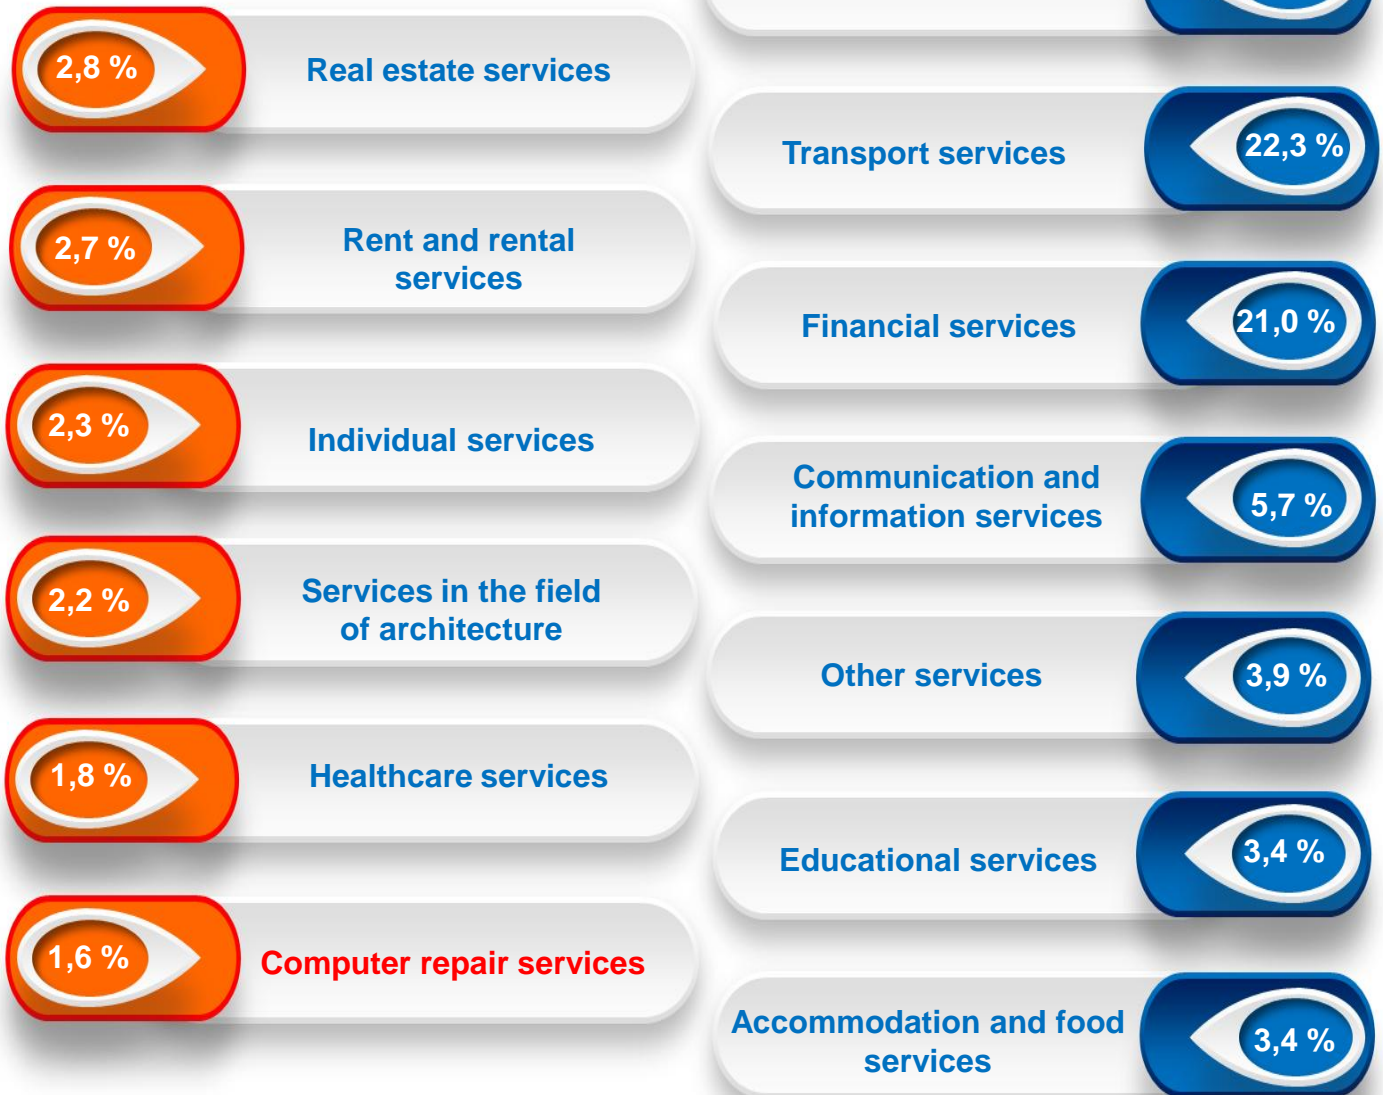 2,8 %
Real estate services
2,7 %
Rent and rental
services
2,3 %
Individual services
2,2 %
Services in the field
of architecture
1,8 %
Healthcare services
1,6 %
Computer repair services
Transport services
22,3 %
Financial services
21,0 %
Communication and
information services
5,7 %
Other services
3,9 %
Educational services
3,4 %
Accommodation and food
services
3,4 %